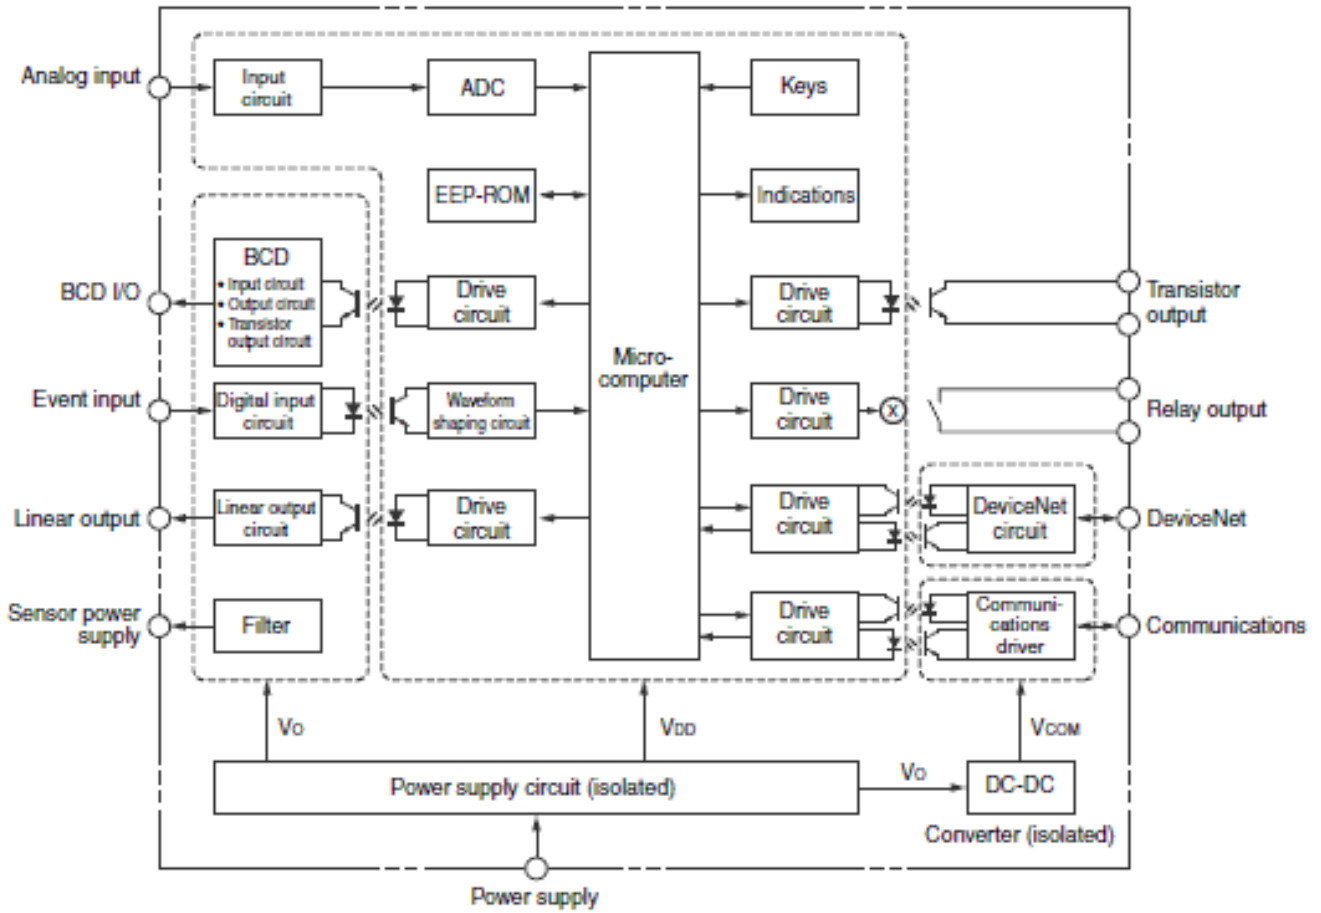 Analog input
Input
circuit
ADC
Keys
EEP-ROM
Indications
BCD I/O
BCD
• Input circuit
• Output circuit
• Transistor
output circuit
Drive
circuit
Micro-
computer
Drive
circuit
Transistor
output
Event input
Digital input
circuit
Waveform
shaping circuit
Drive
circuit
X
Relay output
Linear output
Linear output
circuit
Drive
circuit
Drive
circuit
DeviceNet
circuit
DeviceNet
Sensor power
supply
Filter
Drive
circuit
Communi-
cations
driver
Communications
VO
VDD
VCOM
Power supply circuit (isolated)
VO
DC-DC
Converter (isolated)
Power supply